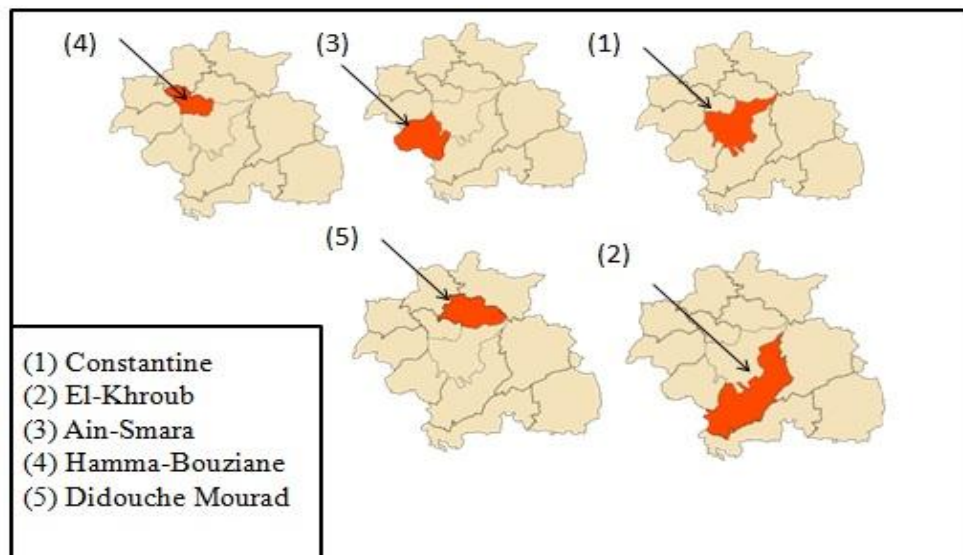 (4)
(3)
(1)
(5)
(2)
(1) Constantine
(2) El-Khroub
(3) Ain-Smara
(4) Hamma-Bouziane
(5) Didouche Mourad